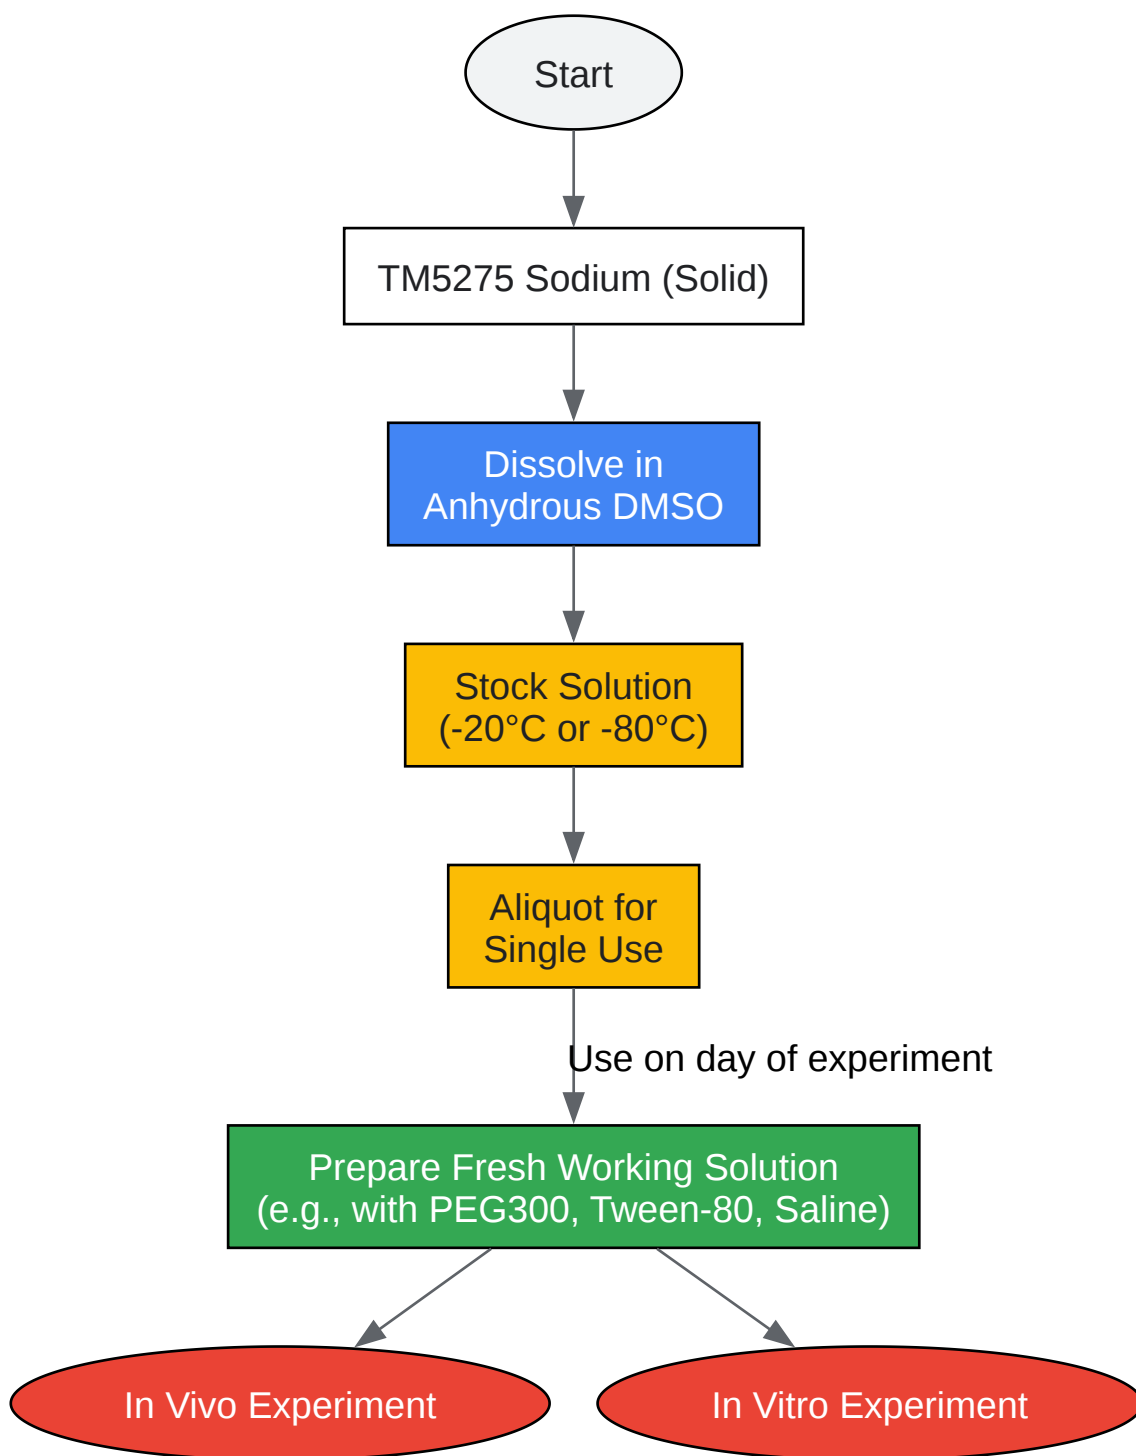 Start
TM5275 Sodium (Solid)
Dissolve in
Anhydrous DMSO
Stock Solution
(-20°C or -80°C)
Aliquot for
Single Use
Use on day of experiment
Prepare Fresh Working Solution
(e.g., with PEG300, Tween-80, Saline)
In Vivo Experiment
In Vitro Experiment